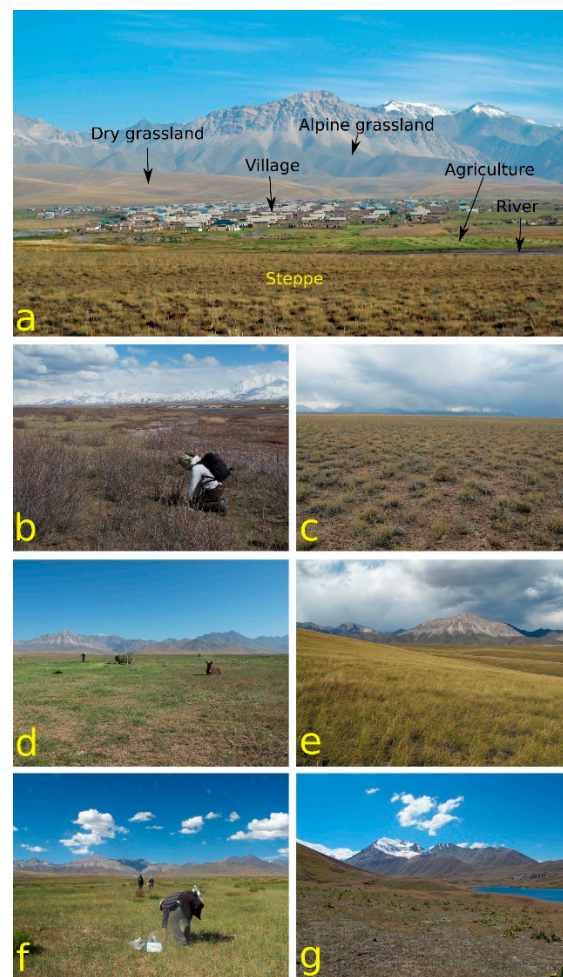 Dry grassland
Alpine grassland
Village
Agriculture
River
Steppe
a
b
c
d
e
f
g